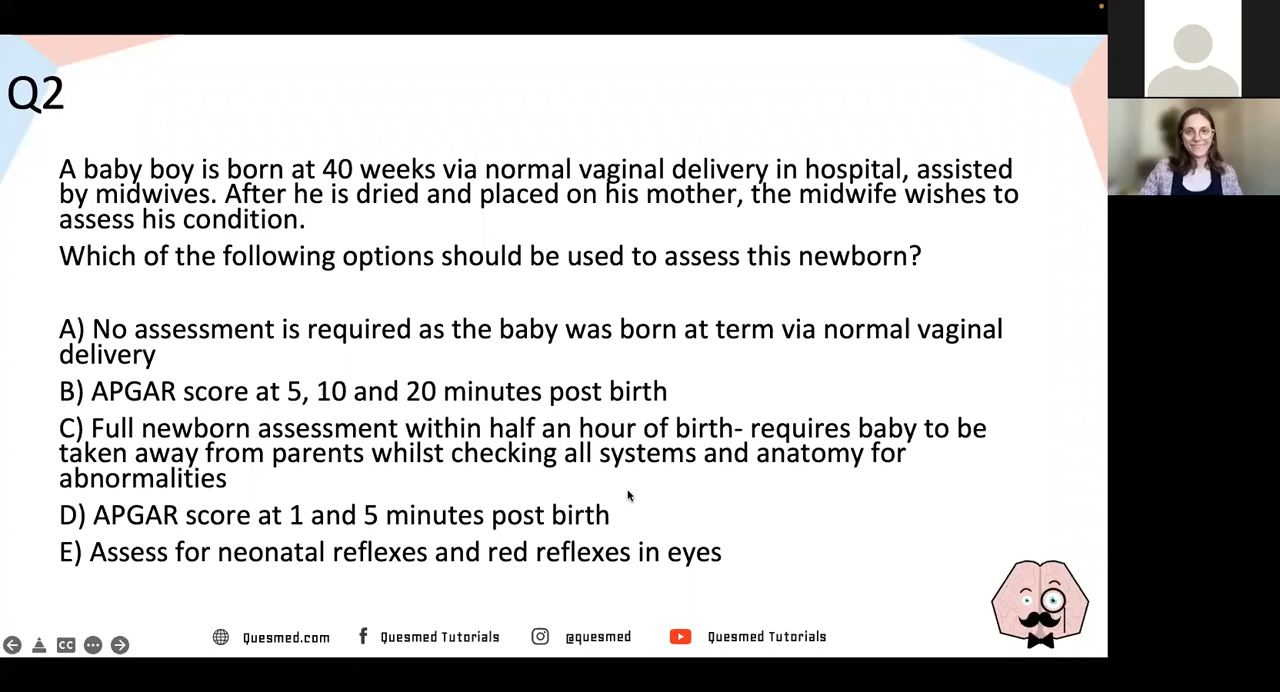 Q2
A baby boy is born at 40 weeks via normal vaginal delivery in hospital, assisted
by midwives. After he is dried and placed on his mother, the midwife wishes to
assess his condition.
Which of the following options should be used to assess this newborn?
A) No assessment is required as the baby was born at term via normal vaginal
delivery
B) APGAR score at 5, 10 and 20 minutes post birth
C) Full newborn assessment within half an hour of birth- requires baby to be
taken away from parents whilst checking all systems and anatomy for
abnormalities
D) APGAR score at 1 and 5 minutes post birth
E) Assess for neonatal reflexes and red reflexes in eyes
CC Quesmed.com f Quesmed Tutorials @quesmed Quesmed Tutorials